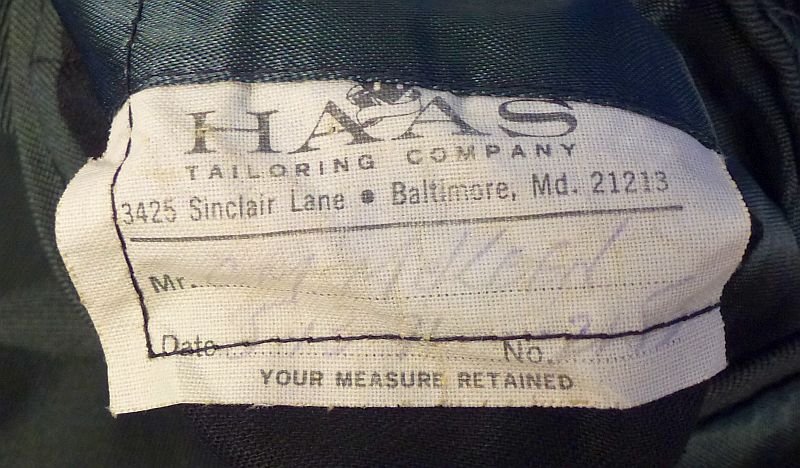 HAAS
TAILORING COMPANY
3425 Sinclair Lane • Baltimore, Md. 21213
Mr.
Date No.
YOUR MEASURE RETAINED